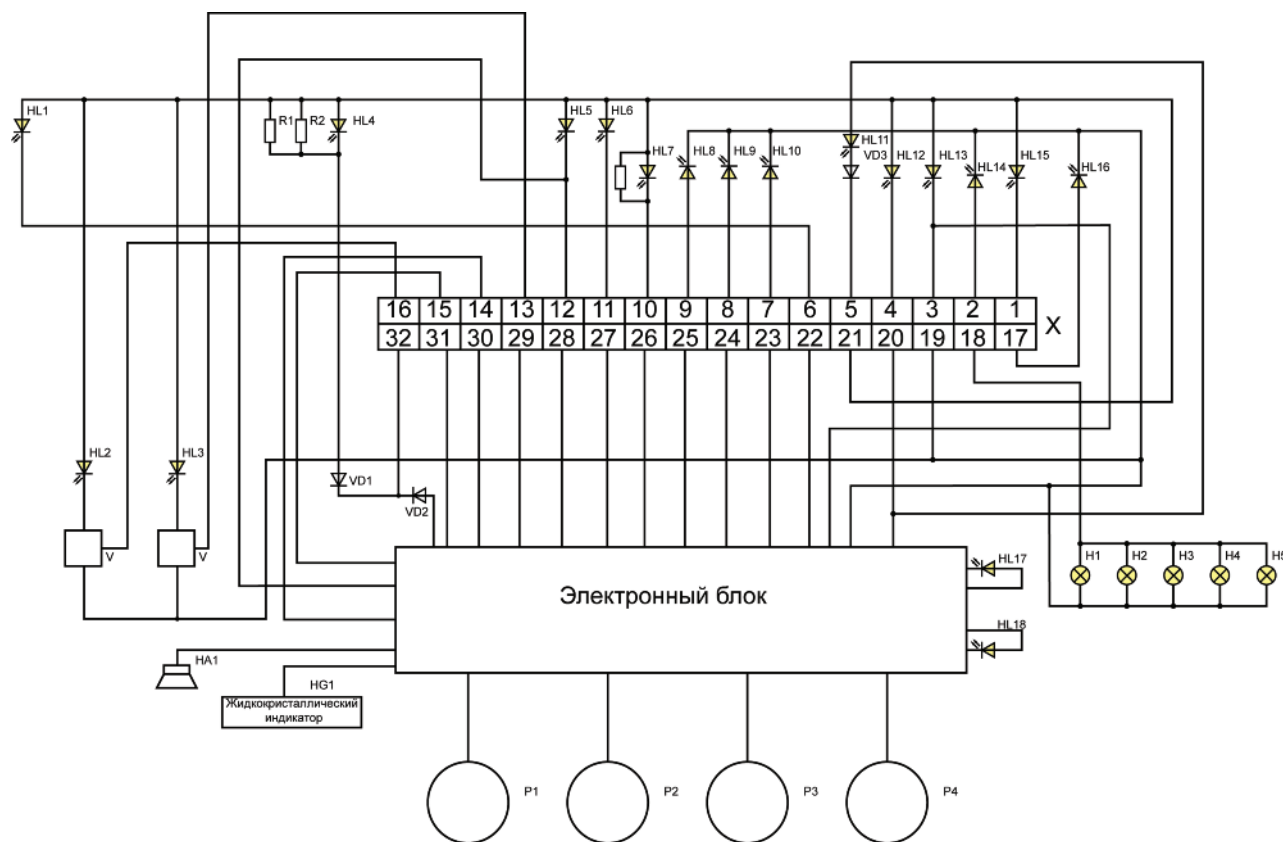 HL1
R1
R2
HL4
HL5
HL6
HL7
HL8
HL9
HL10
HL11
VD3
HL12
HL13
HL14
HL15
HL16
16 15 14 13 12 11 10 9 8 7 6 5 4 3 2 1
32 31 30 29 28 27 26 25 24 23 22 21 20 19 18 17
X
HL2
HL3
VD1
VD2
V
V
H1
H2
H3
H4
H5
HL17
HL18
Электронный блок
HA1
HG1
Жидкокристаллический
индикатор
P1
P2
P3
P4